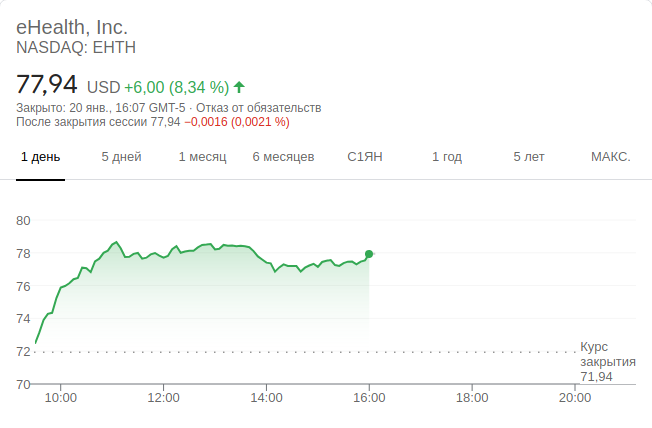 eHealth, Inc.
NASDAQ: EHTH
77,94 USD +6,00 (8,34 %)
Закрыто: 20 янв., 16:07 GMT-5 · Отказ от обязательств
После закрытия сессии 77,94 −0,0016 (0,0021 %)
1 день 5 дней 1 месяц 6 месяцев С1ЯН 1 год 5 лет МАКС.
80
78
76
74
72
Курс
закрытия
71,94
70
10:00 12:00 14:00 16:00 18:00 20:00